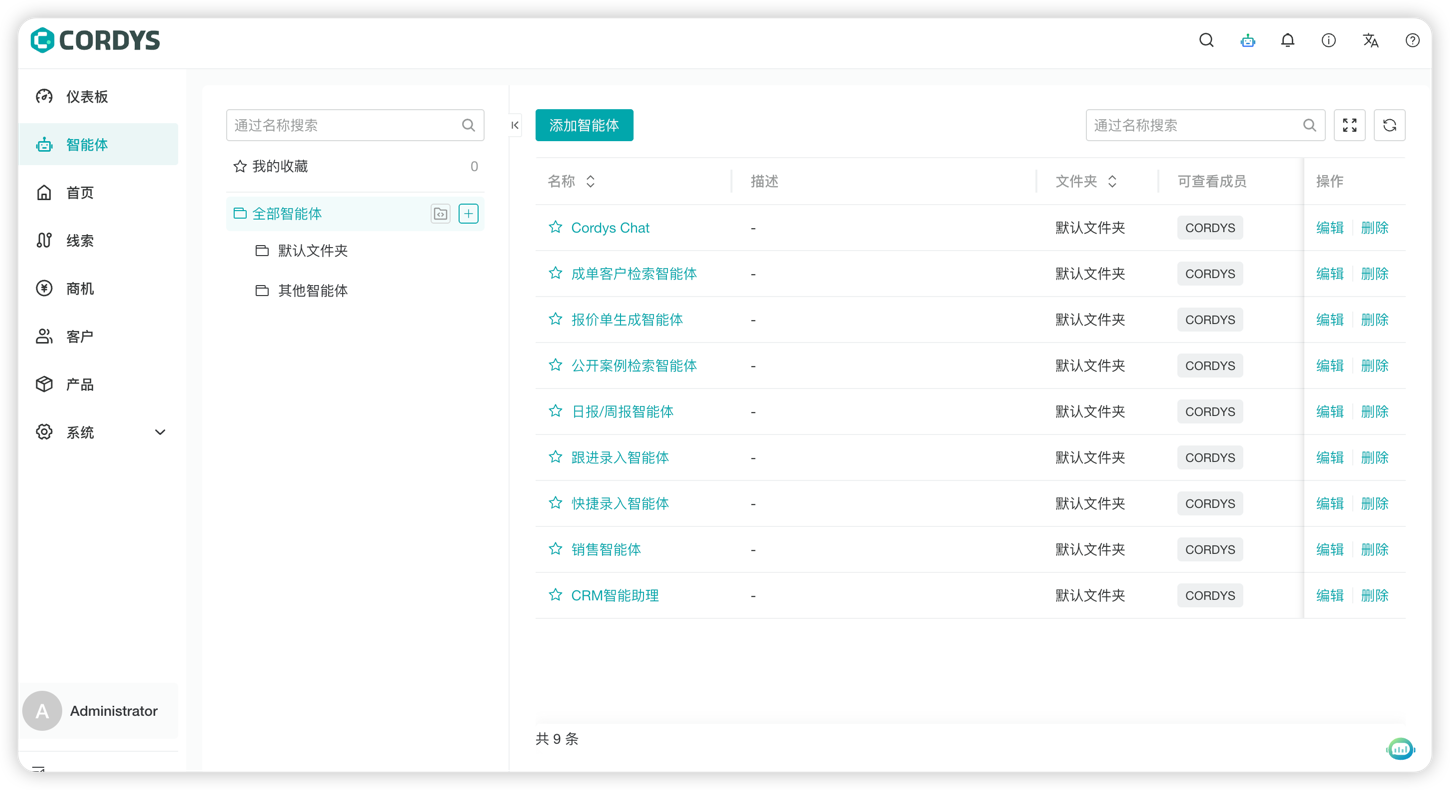 CORDYS
仪表板
智能体
首页
线索
商机
客户
产品
系统
A Administrator
通过名称搜索
我的收藏 0
全部智能体
默认文件夹
其他智能体
添加智能体
通过名称搜索
名称 描述 文件夹 可查看成员 操作
Cordys Chat - 默认文件夹 CORDYS 编辑 删除
成单客户检索智能体 - 默认文件夹 CORDYS 编辑 删除
报价单生成智能体 - 默认文件夹 CORDYS 编辑 删除
公开案例检索智能体 - 默认文件夹 CORDYS 编辑 删除
日报/周报智能体 - 默认文件夹 CORDYS 编辑 删除
跟进录入智能体 - 默认文件夹 CORDYS 编辑 删除
快捷录入智能体 - 默认文件夹 CORDYS 编辑 删除
销售智能体 - 默认文件夹 CORDYS 编辑 删除
CRM智能助理 - 默认文件夹 CORDYS 编辑 删除
共 9 条